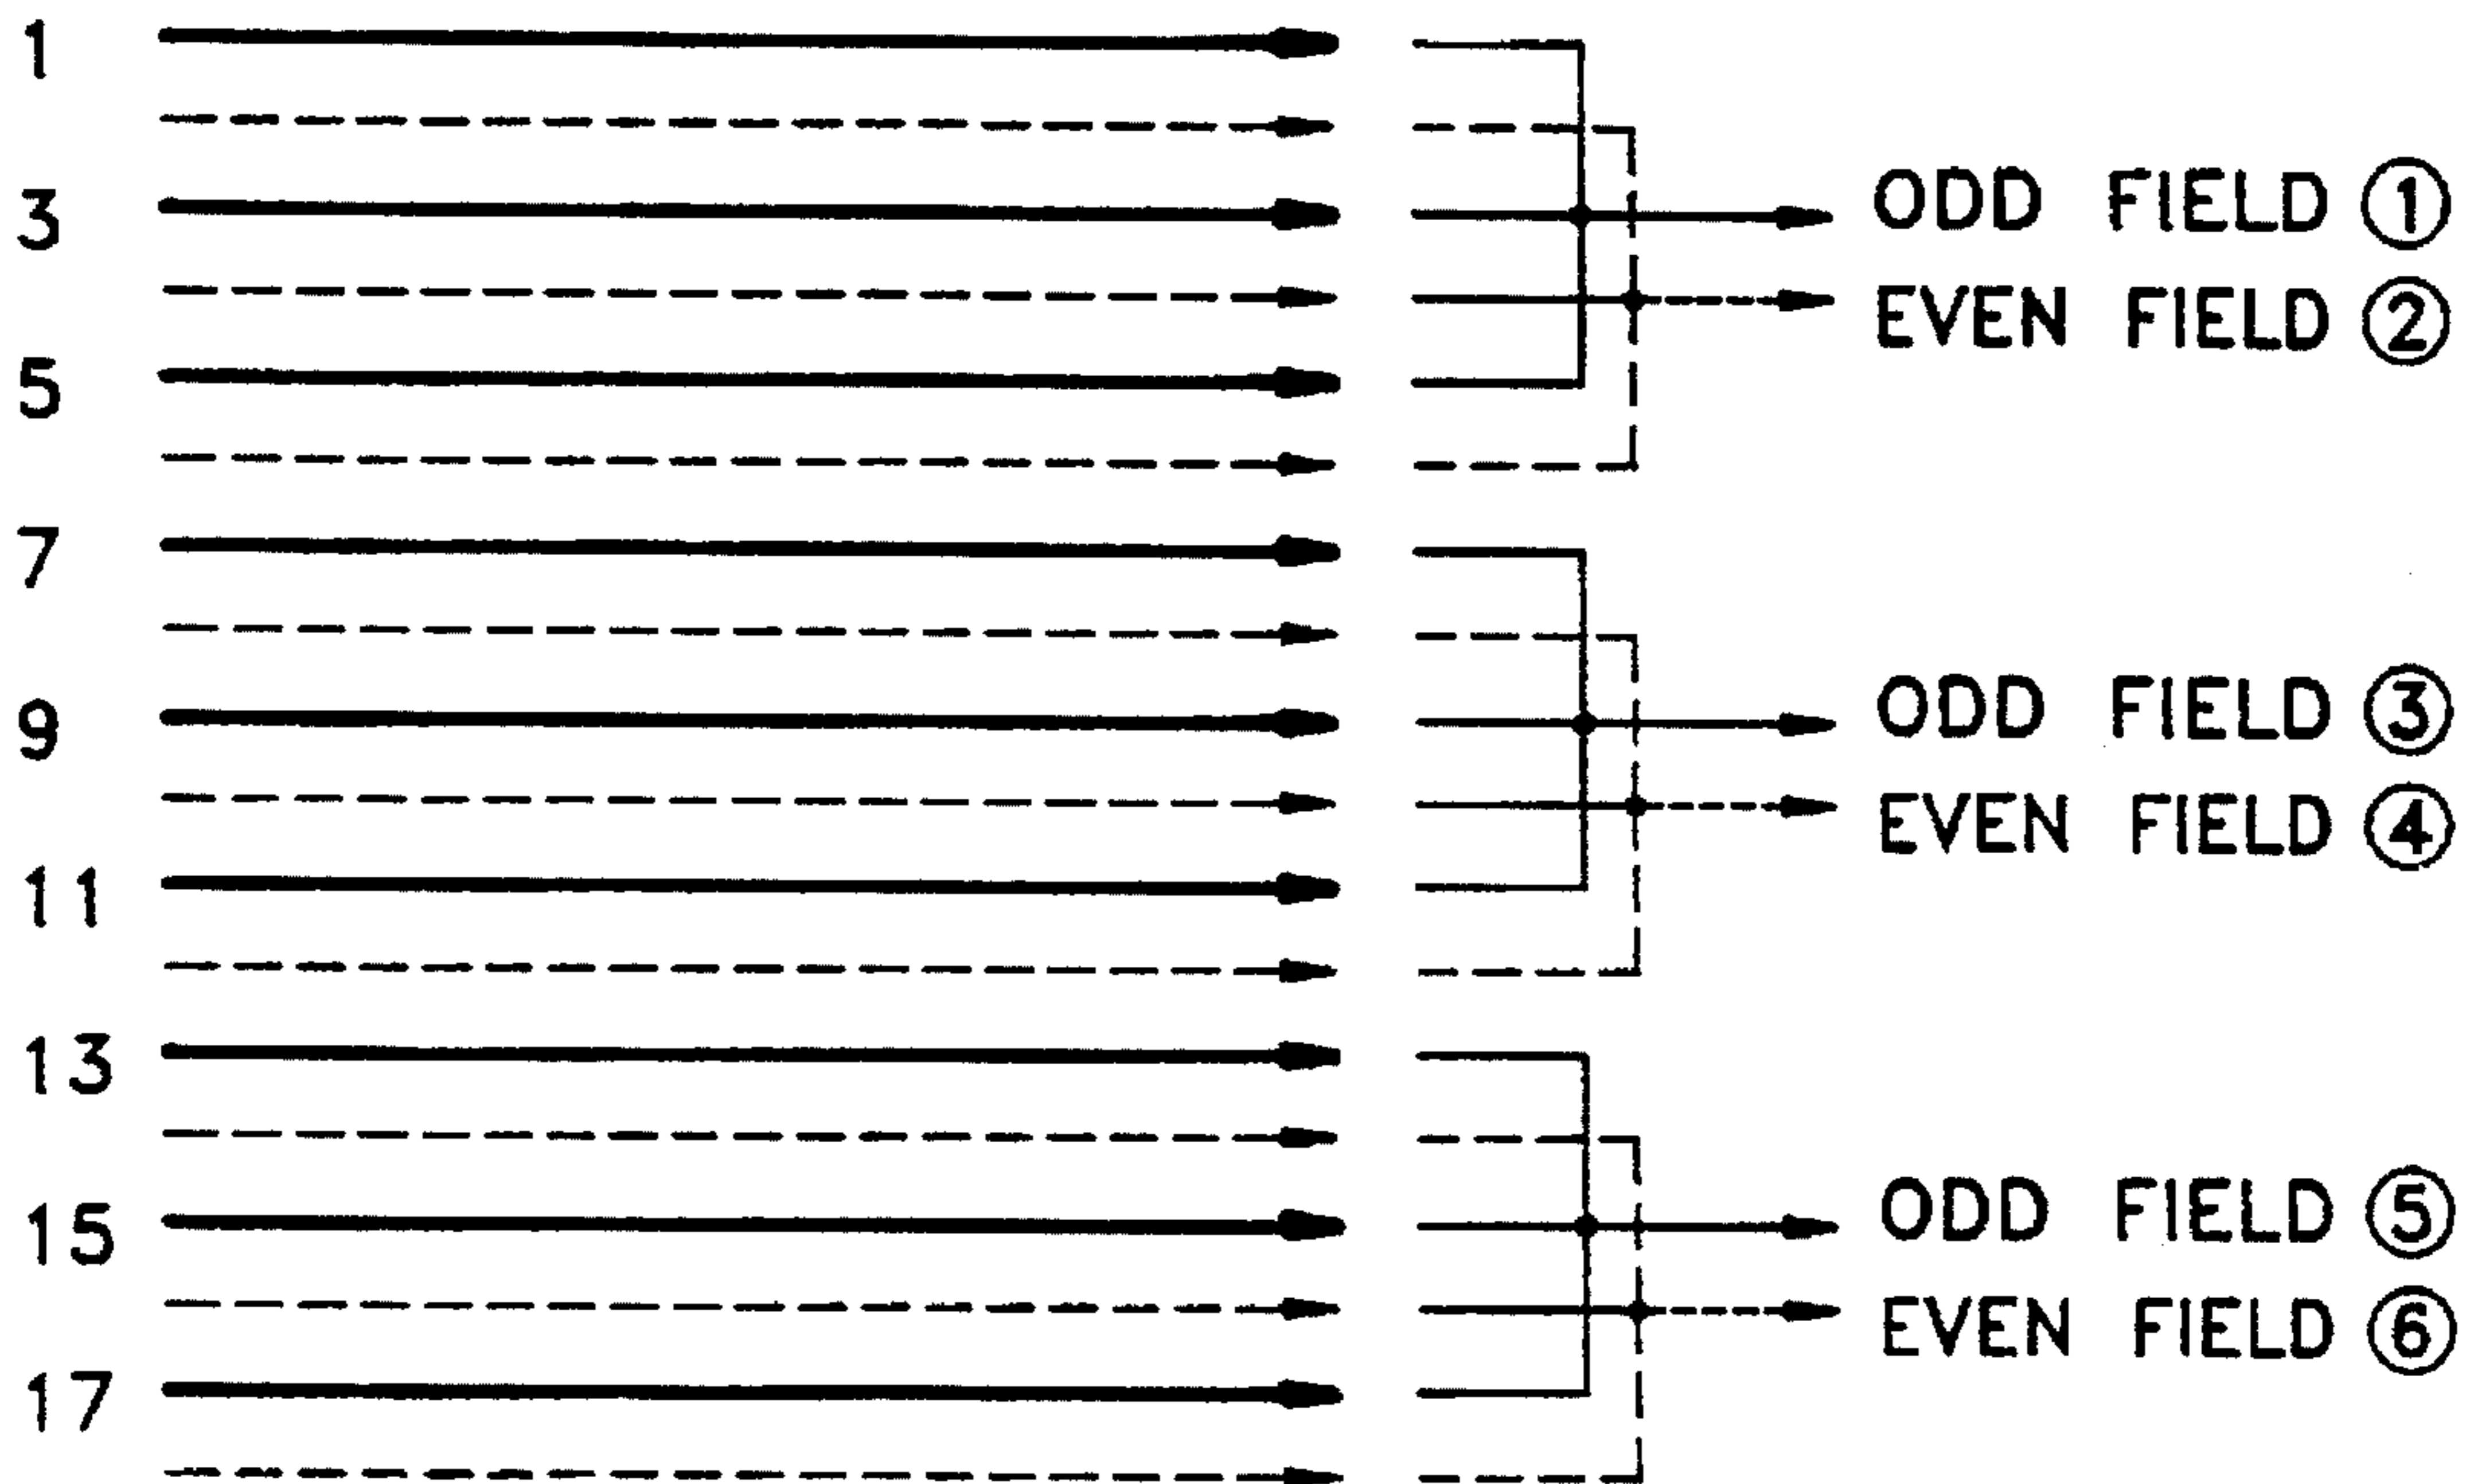 1
3 ODD FIELD ①
EVEN FIELD ②
5
7
9 ODD FIELD ③
EVEN FIELD ④
11
13
15 ODD FIELD ⑤
EVEN FIELD ⑥
17